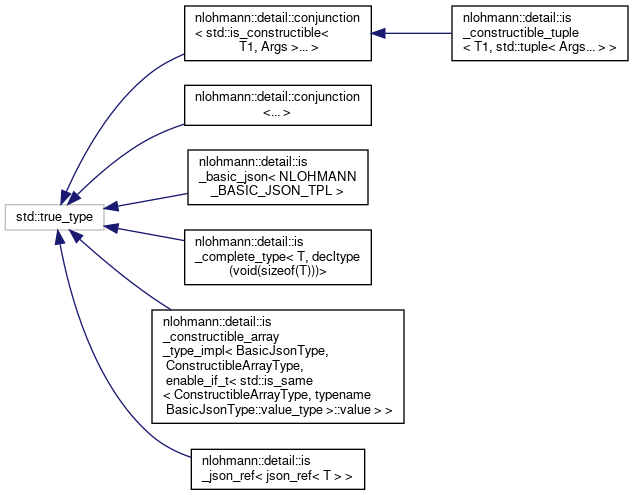 nlohmann::detail::conjunction
< std::is_constructible<
T1, Args >... >
nlohmann::detail::is
_constructible_tuple
< T1, std::tuple< Args... > >
nlohmann::detail::conjunction
<... >
nlohmann::detail::is
_basic_json< NLOHMANN
_BASIC_JSON_TPL >
std::true_type
nlohmann::detail::is
_complete_type< T, decltype
(void(sizeof(T)))>
nlohmann::detail::is
_constructible_array
_type_impl< BasicJsonType,
ConstructibleArrayType,
enable_if_t< std::is_same
< ConstructibleArrayType, typename
BasicJsonType::value_type >::value > >
nlohmann::detail::is
_json_ref< json_ref< T > >